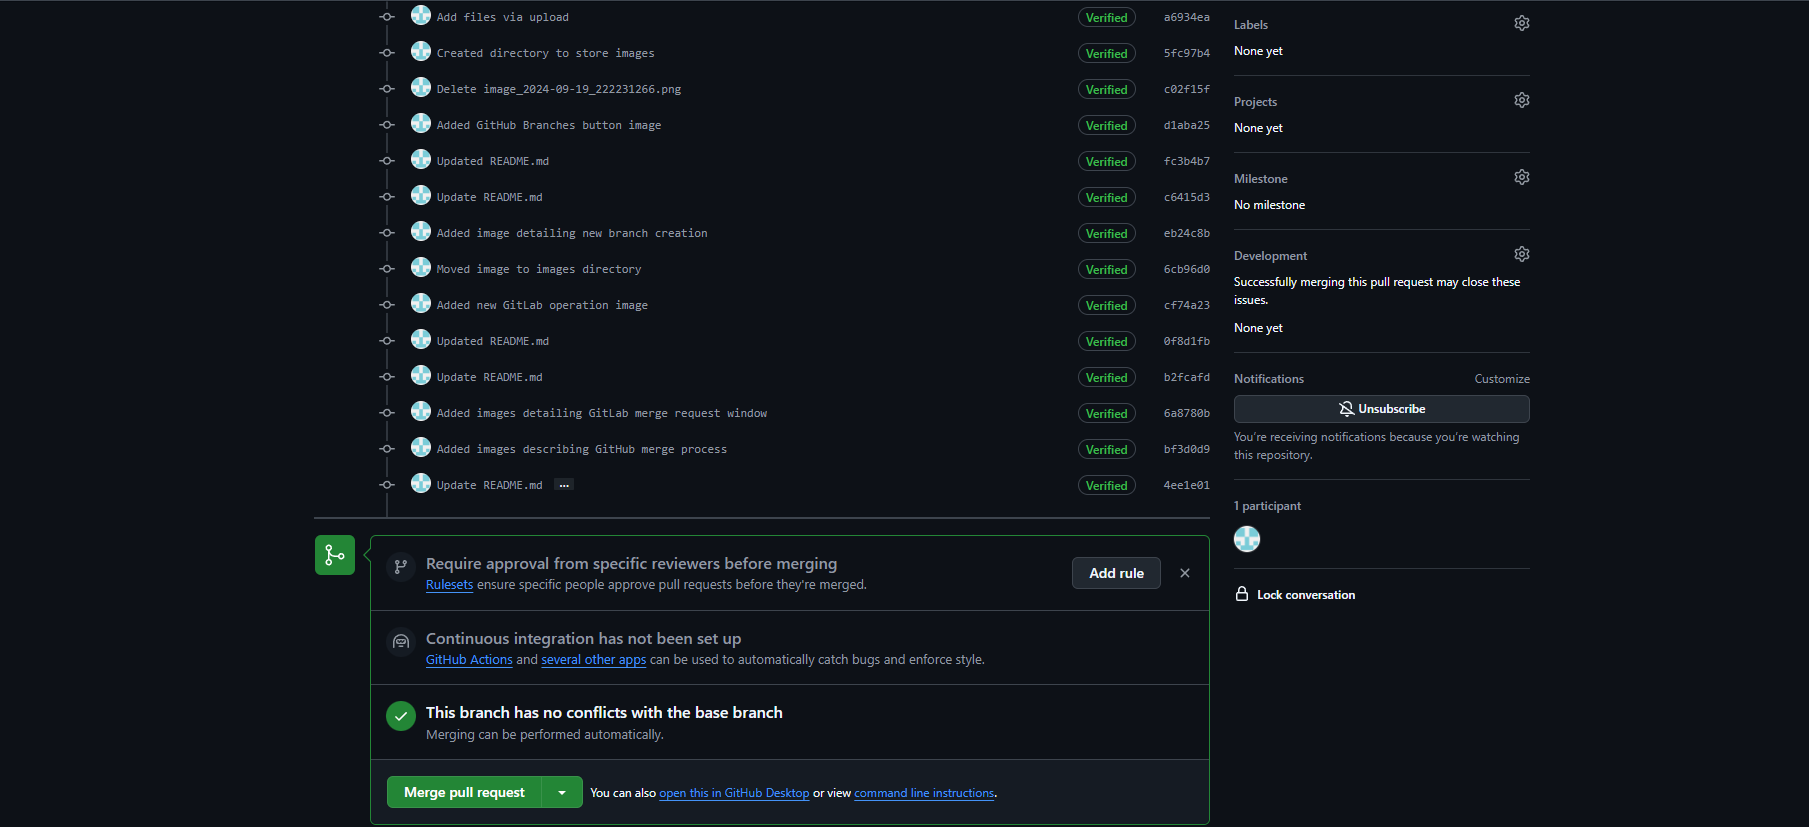 Add files via upload Verified a6934ea
Created directory to store images Verified 5fc97b4
Delete image_2024-09-19_222231266.png Verified c02f15f
Added GitHub Branches button image Verified d1aba25
Updated README.md Verified fc3b4b7
Update README.md Verified c6415d3
Added image detailing new branch creation Verified eb24c8b
Moved image to images directory Verified 6cb96d0
Added new GitLab operation image Verified cf74a23
Updated README.md Verified 0f8d1fb
Update README.md Verified b2fcafd
Added images detailing GitLab merge request window Verified 6a8780b
Added images describing GitHub merge process Verified bf3d0d9
Update README.md ... Verified 4ee1e01
Require approval from specific reviewers before merging
Rulesets ensure specific people approve pull requests before they're merged.
Add rule
Continuous integration has not been set up
GitHub Actions and several other apps can be used to automatically catch bugs and enforce style.
This branch has no conflicts with the base branch
Merging can be performed automatically.
Merge pull request You can also open this in GitHub Desktop or view command line instructions.
Labels
None yet
Projects
None yet
Milestone
No milestone
Development
Successfully merging this pull request may close these
issues.
None yet
Notifications Customize
Unsubscribe
You're receiving notifications because you're watching
this repository.
1 participant
Lock conversation